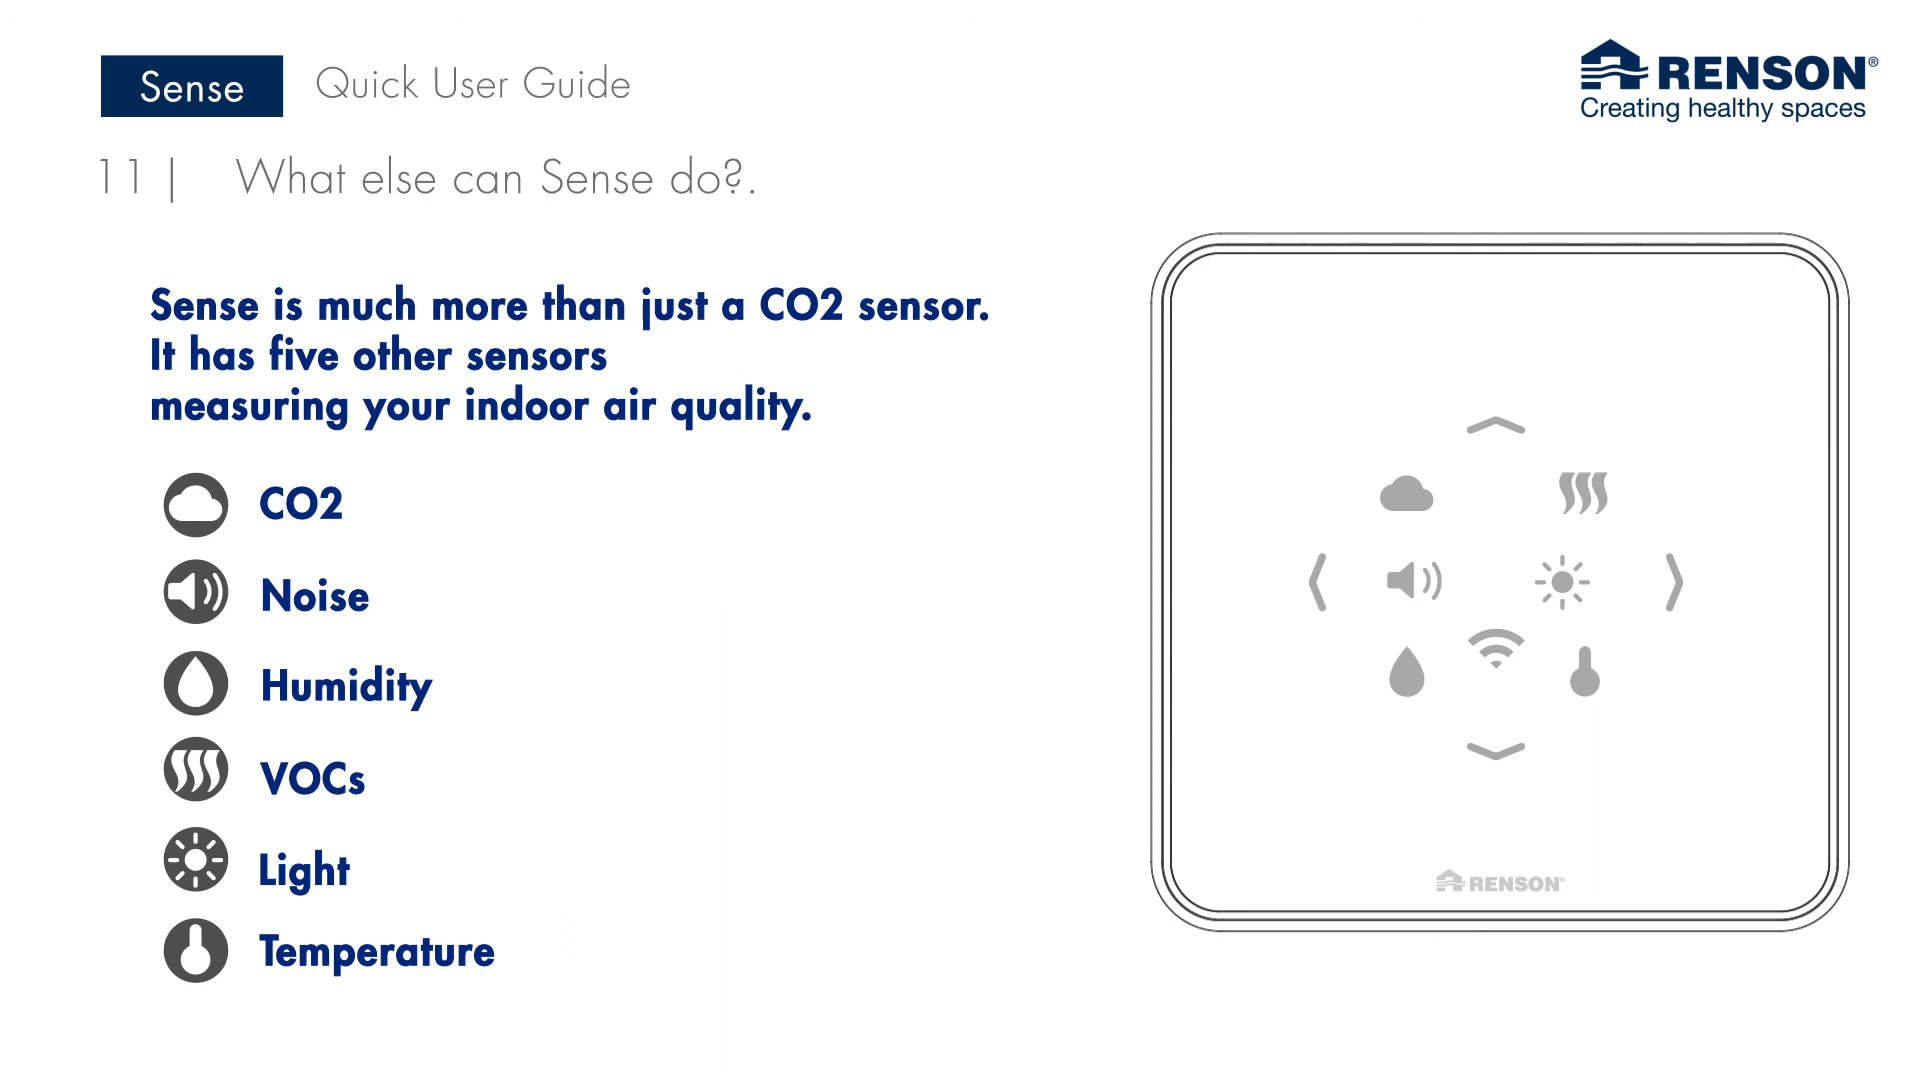 Sense Quick User Guide
RENSON®
Creating healthy spaces
11 | What else can Sense do?.
Sense is much more than just a CO2 sensor.
It has five other sensors
measuring your indoor air quality.
CO2
Noise
Humidity
VOCs
Light
Temperature
RENSON®